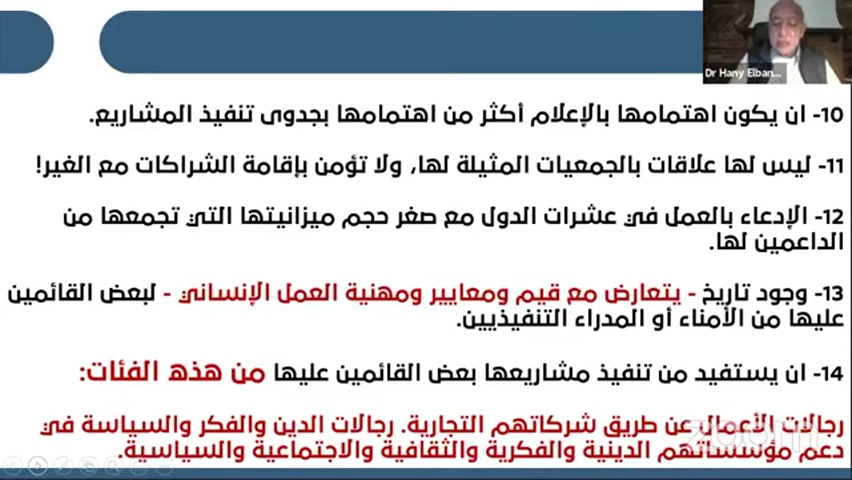 Dr Hany Elban...
10- ان يكون اهتمامها بالإعلام أكثر من اهتمامها بجدوى تنفيذ المشاريع.
11- ليس لها علاقات بالجمعيات المثيلة لها، ولا تؤمن بإقامة الشراكات مع الغير!
12- الإدعاء بالعمل في عشرات الدول مع صغر حجم ميزانيتها التي تجمعها من
الداعمين لها.
13- وجود تاريخ - يتعارض مع قيم ومعايير ومهنية العمل الإنساني - لبعض القائمين
عليها من الأمناء أو المدراء التنفيذيين.
14- ان يستفيد من تنفيذ مشاريعها بعض القائمين عليها من هذه الفئات:
رجالات الأعمال عن طريق شركاتهم التجارية. رجالات الدين والفكر والسياسة في
دعم مؤسساتهم الدينية والفكرية والثقافية والاجتماعية والسياسية.
zoom